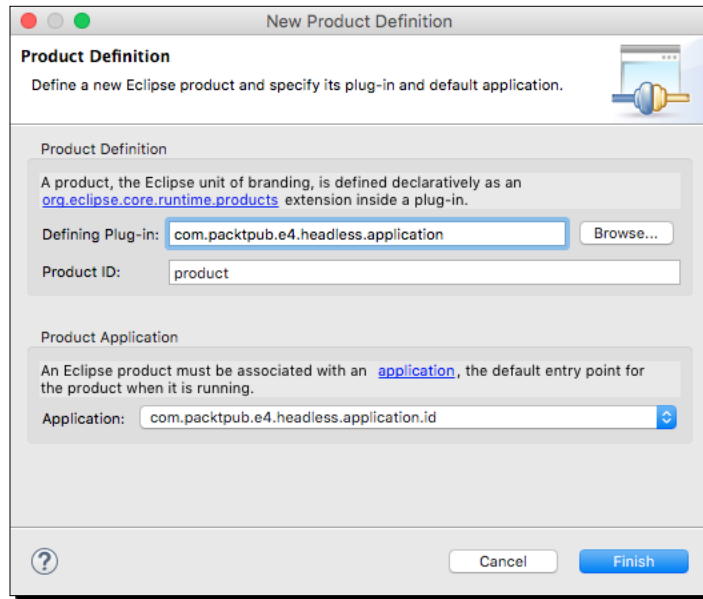 New Product Definition
Product Definition
Define a new Eclipse product and specify its plug-in and default application.
Product Definition
A product, the Eclipse unit of branding, is defined declaratively as an
org.eclipse.core.runtime.products extension inside a plug-in.
Defining Plug-in: com.packtpub.e4.headless.application Browse...
Product ID: product
Product Application
An Eclipse product must be associated with an application, the default entry point for
the product when it is running.
Application: com.packtpub.e4.headless.application.id
? Cancel Finish